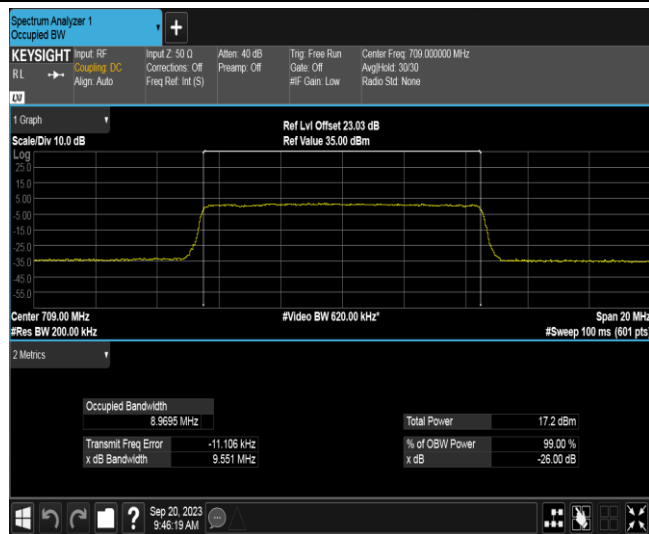 Spectrum Analyzer 1
Occupied BW
+
KEYSIGHT
RL
LXI
Input: RF
Coupling: DC
Align: Auto
Input Z: 50 Ω
Corrections: Off
Freq Ref: Int (S)
Atten: 40 dB
Preamp: Off
Trig: Free Run
Gate: Off
#IF Gain: Low
Center Freq: 709.000000 MHz
Avg|Hold: 30/30
Radio Std: None
1 Graph
Scale/Div 10.0 dB
Ref Lvl Offset 23.03 dB
Ref Value 35.00 dBm
Log
25.0
15.0
5.00
-5.00
-15.0
-25.0
-35.0
-45.0
-55.0
Center 709.00 MHz
#Res BW 200.00 kHz
#Video BW 620.00 kHz*
Span 20 MHz
#Sweep 100 ms (601 pts)
2 Metrics
Occupied Bandwidth
8.9695 MHz
Transmit Freq Error -11.106 kHz
x dB Bandwidth 9.551 MHz
Total Power 17.2 dBm
% of OBW Power 99.00 %
x dB -26.00 dB
?
Sep 20, 2023
9:46:19 AM